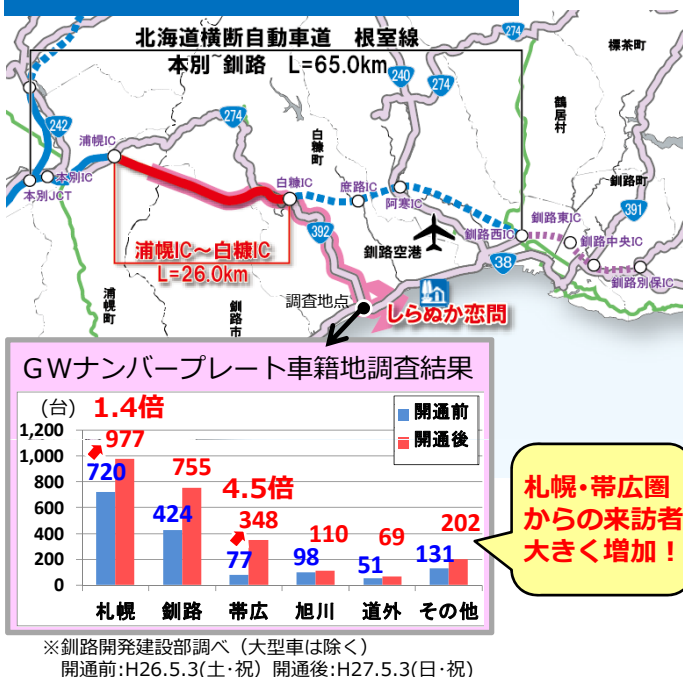 北海道横断自動車道　根室線
本別~釧路　L=65.0km
274
標茶町
240
274
鶴居村
242
274
白糠町
浦幌IC
釧路町
本別IC
本別JCT
白糠IC
庶路IC
阿寒IC
391
釧路東IC
392
釧路西IC
釧路中央IC
浦幌IC～白糠IC
L=26.0km
釧路空港
38
釧路別保IC
浦幌町
釧路市
調査地点
しらぬか恋問
GWナンバープレート車籍地調査結果
(台)
1.4倍
開通前
開通後
1,200
1,000
800
600
400
200
0
720
977
424
755
4.5倍
77
348
98
110
51
69
131
202
札幌
釧路
帯広
旭川
道外
その他
札幌・帯広圏
からの来訪者
大きく増加！
※釧路開発建設部調べ（大型車は除く）
開通前:H26.5.3(土・祝) 開通後:H27.5.3(日・祝)